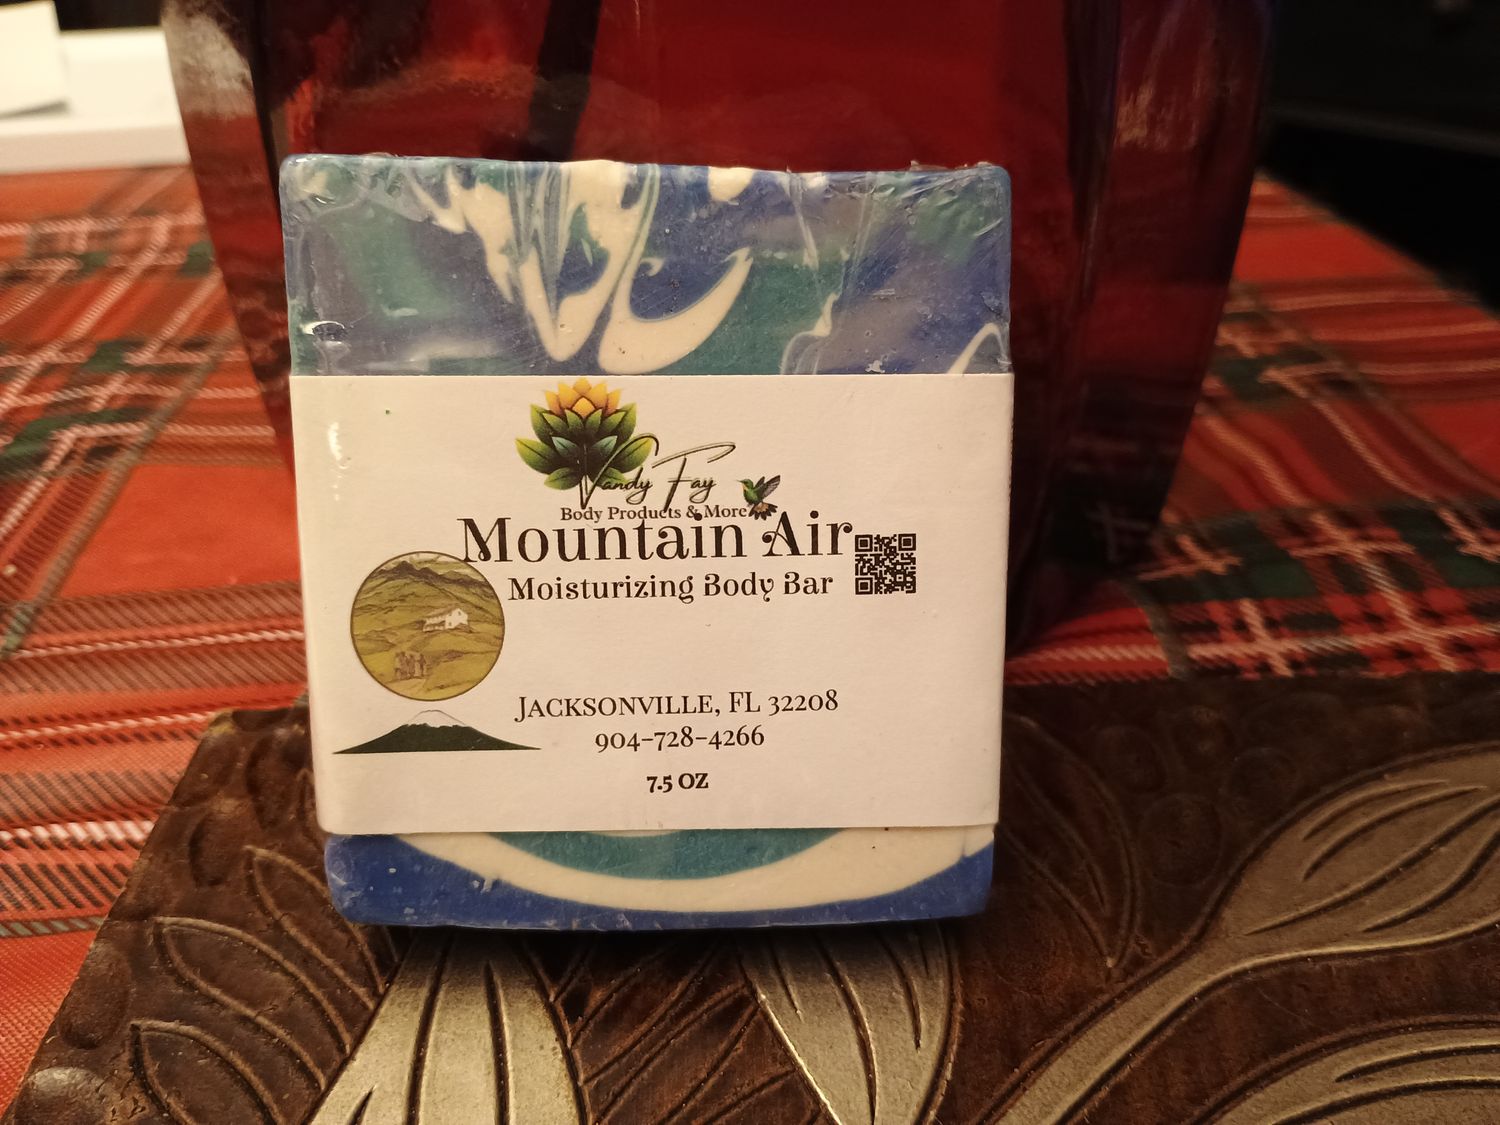 Vandy Fay
Body Products & More
Mountain Air
Moisturizing Body Bar
Jacksonville, FL 32208
904-728-4266
7.5 OZ